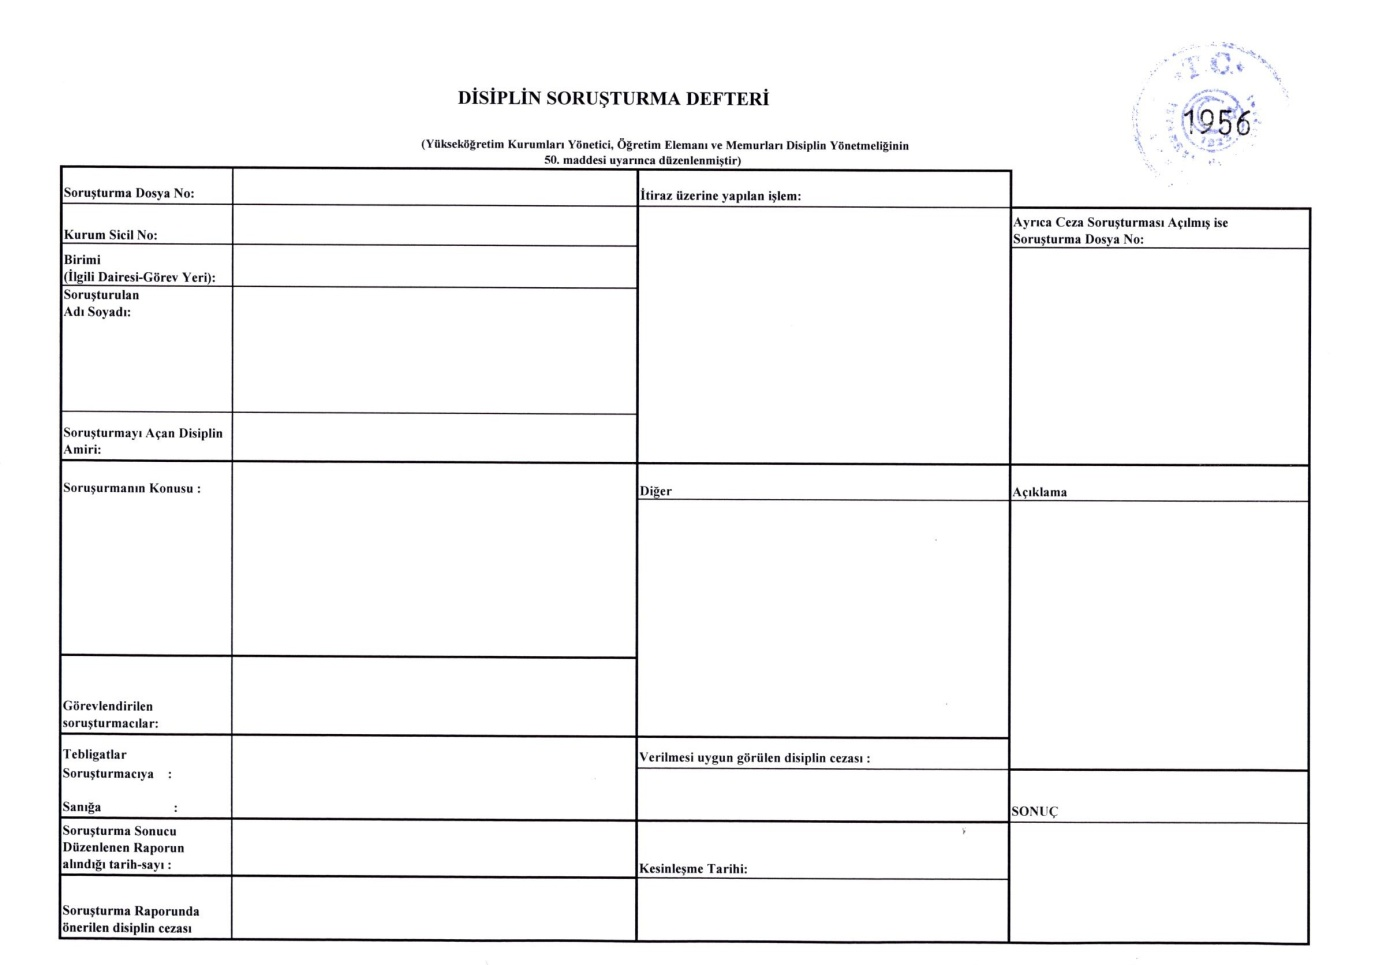 DİSİPLİN SORUŞTURMA DEFTERİ
T.C.
1956
(Yükseköğretim Kurumları Yönetici, Öğretim Elemanı ve Memurları Disiplin Yönetmeliğinin
50. maddesi uyarınca düzenlenmiştir)
Soruşturma Dosya No:
Kurum Sicil No:
Birimi
(İlgili Dairesi-Görev Yeri):
Soruşturulan
Adı Soyadı:
Soruşturmayı Açan Disiplin
Amiri:
Soruşurmanın Konusu :
Görevlendirilen
soruşturmacılar:
Tebligatlar
Soruşturmacıya :
Sanığa :
Soruşturma Sonucu
Düzenlenen Raporun
alındığı tarih-sayı :
Soruşturma Raporunda
önerilen disiplin cezası
İtiraz üzerine yapılan işlem:
Diğer
Verilmesi uygun görülen disiplin cezası :
Kesinleşme Tarihi:
Ayrıca Ceza Soruşturması Açılmış ise
Soruşturma Dosya No:
Açıklama
SONUÇ